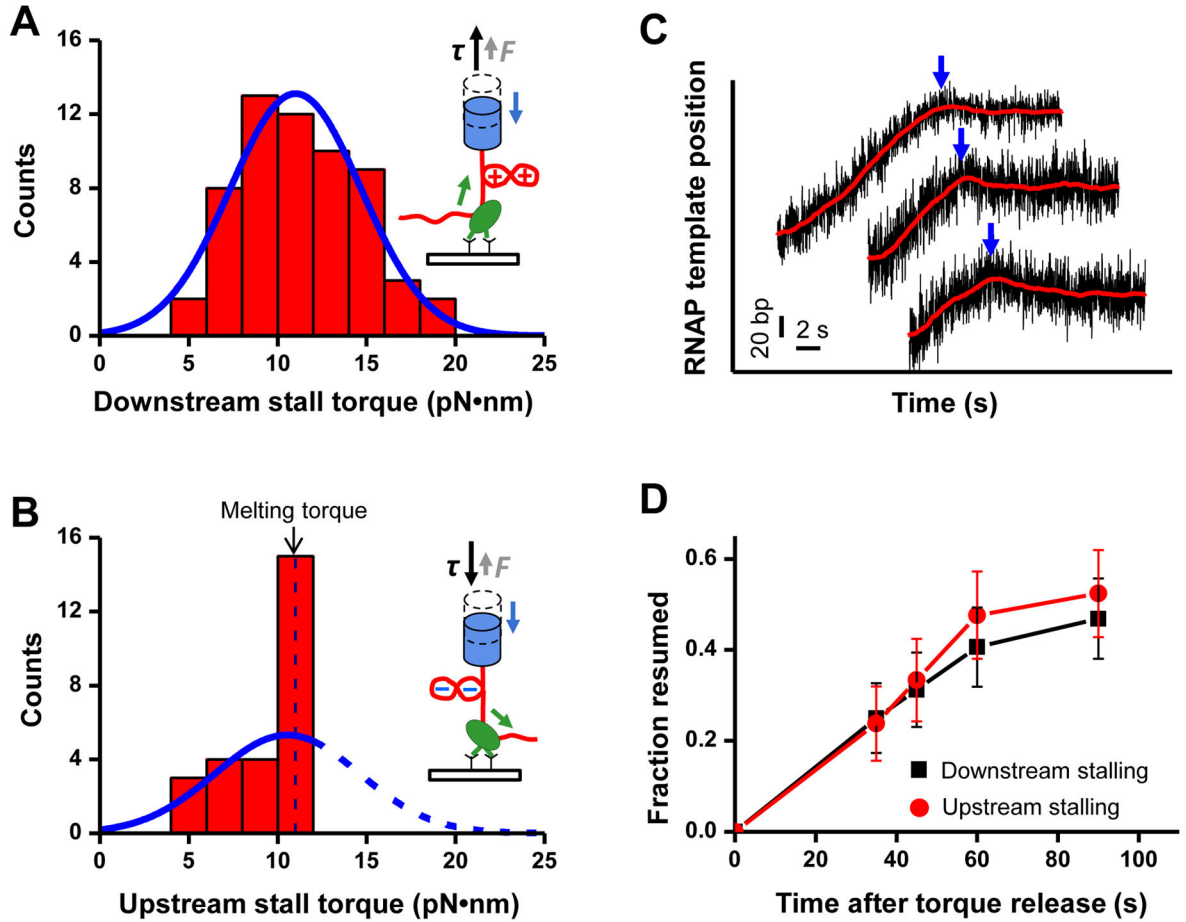 A
16
12
8
4
0
Counts
0 5 10 15 20 25
Downstream stall torque (pN•nm)
τ F
+ +
B
Melting torque
16
12
8
4
0
Counts
0 5 10 15 20 25
Upstream stall torque (pN•nm)
τ F
− −
C
RNAP template position
20 bp
2 s
Time (s)
D
0.6
0.4
0.2
0.0
Fraction resumed
Downstream stalling
Upstream stalling
0 20 40 60 80 100
Time after torque release (s)